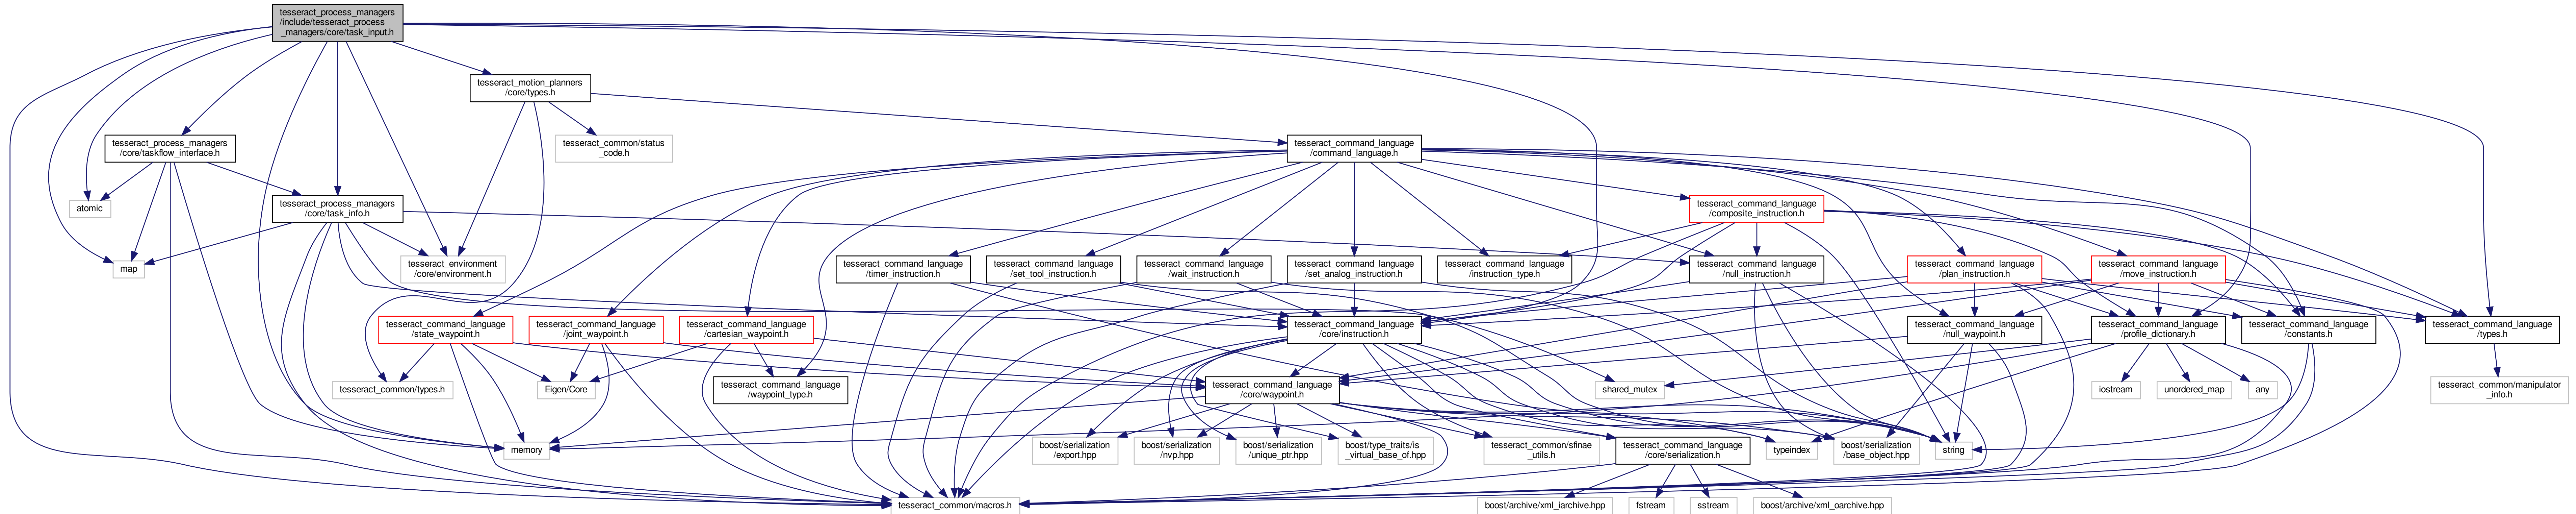 tesseract_process_managers
/include/tesseract_process
_managers/core/task_input.h
tesseract_motion_planners
/core/types.h
tesseract_process_managers
/core/taskflow_interface.h
tesseract_common/status
_code.h
tesseract_command_language
/command_language.h
atomic
tesseract_process_managers
/core/task_info.h
tesseract_command_language
/composite_instruction.h
map
tesseract_environment
/core/environment.h
tesseract_command_language
/timer_instruction.h
tesseract_command_language
/set_tool_instruction.h
tesseract_command_language
/wait_instruction.h
tesseract_command_language
/set_analog_instruction.h
tesseract_command_language
/instruction_type.h
tesseract_command_language
/null_instruction.h
tesseract_command_language
/plan_instruction.h
tesseract_command_language
/move_instruction.h
tesseract_command_language
/state_waypoint.h
tesseract_command_language
/joint_waypoint.h
tesseract_command_language
/cartesian_waypoint.h
tesseract_command_language
/core/instruction.h
tesseract_command_language
/null_waypoint.h
tesseract_command_language
/profile_dictionary.h
tesseract_command_language
/constants.h
tesseract_command_language
/types.h
tesseract_common/types.h
Eigen/Core
tesseract_command_language
/waypoint_type.h
tesseract_command_language
/core/waypoint.h
shared_mutex
iostream
unordered_map
any
tesseract_common/manipulator
_info.h
memory
boost/serialization
/export.hpp
boost/serialization
/nvp.hpp
boost/serialization
/unique_ptr.hpp
boost/type_traits/is
_virtual_base_of.hpp
tesseract_common/sfinae
_utils.h
tesseract_command_language
/core/serialization.h
typeindex
boost/serialization
/base_object.hpp
string
tesseract_common/macros.h
boost/archive/xml_iarchive.hpp
fstream
sstream
boost/archive/xml_oarchive.hpp